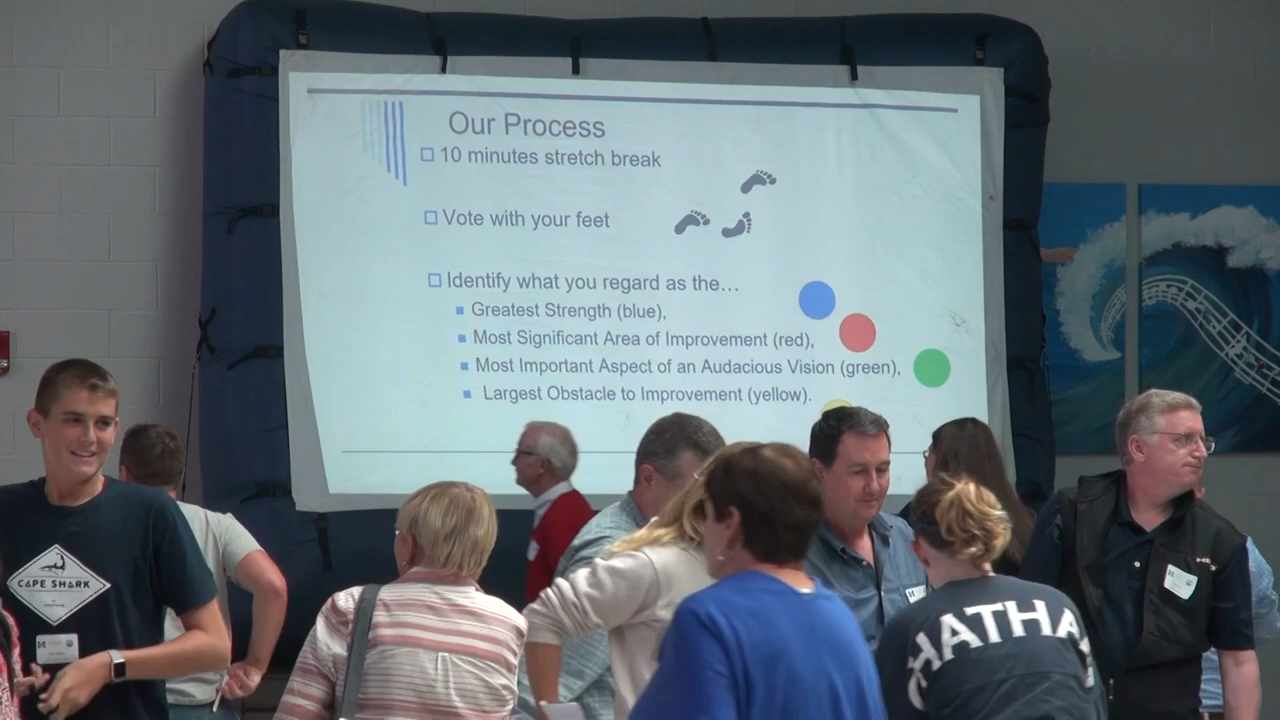 Our Process
10 minutes stretch break
Vote with your feet
Identify what you regard as the…
Greatest Strength (blue),
Most Significant Area of Improvement (red),
Most Important Aspect of an Audacious Vision (green),
Largest Obstacle to Improvement (yellow).
CAPE SHARK
HATHA